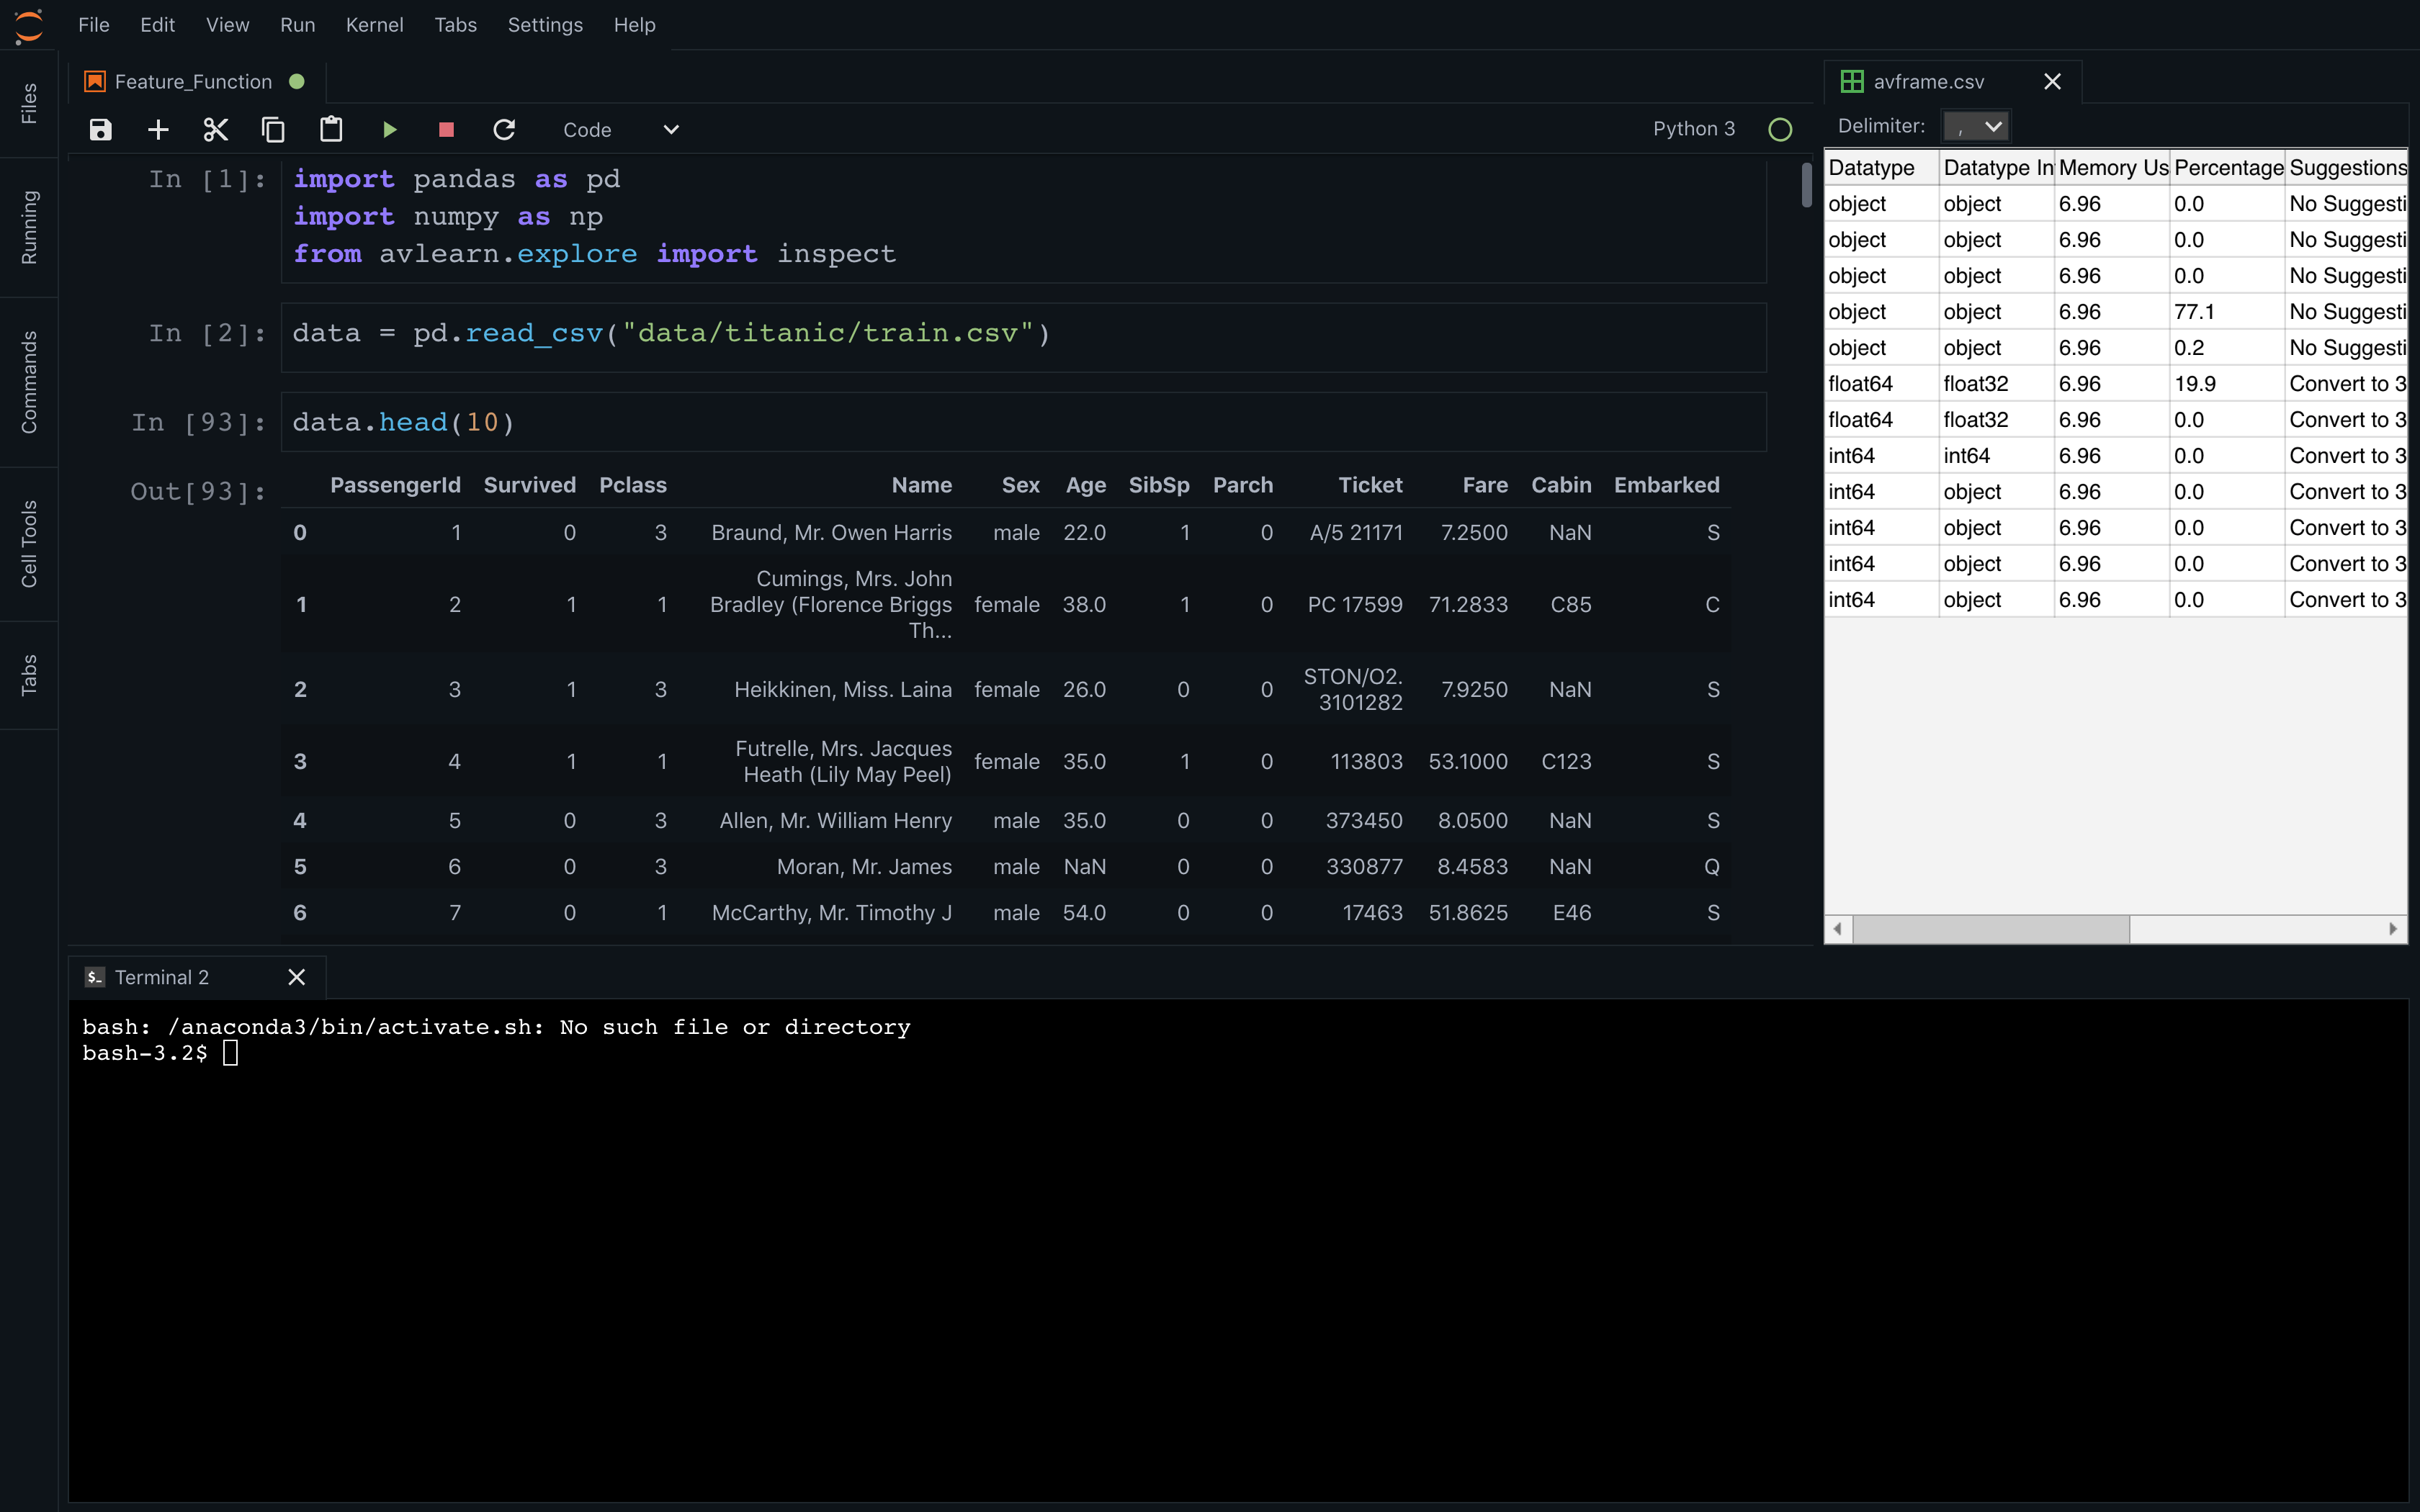 File Edit View Run Kernel Tabs Settings Help
Files
Running
Commands
Cell Tools
Tabs
Feature_Function
Code
Python 3
In [1]:
import pandas as pd
import numpy as np
from avlearn.explore import inspect
In [2]:
data = pd.read_csv("data/titanic/train.csv")
In [93]:
data.head(10)
Out[93]:
PassengerId Survived Pclass Name Sex Age SibSp Parch Ticket Fare Cabin Embarked
0 1 0 3 Braund, Mr. Owen Harris male 22.0 1 0 A/5 21171 7.2500 NaN S
Cumings, Mrs. John
1 2 1 1 Bradley (Florence Briggs female 38.0 1 0 PC 17599 71.2833 C85 C
Th...
2 3 1 3 Heikkinen, Miss. Laina female 26.0 0 0 STON/O2. 7.9250 NaN S
3101282
Futrelle, Mrs. Jacques
3 4 1 1 Heath (Lily May Peel) female 35.0 1 0 113803 53.1000 C123 S
4 5 0 3 Allen, Mr. William Henry male 35.0 0 0 373450 8.0500 NaN S
5 6 0 3 Moran, Mr. James male NaN 0 0 330877 8.4583 NaN Q
6 7 0 1 McCarthy, Mr. Timothy J male 54.0 0 0 17463 51.8625 E46 S
avframe.csv
Delimiter: ,
Datatype Datatype In Memory Us Percentage Suggestions
object object 6.96 0.0 No Suggesti
object object 6.96 0.0 No Suggesti
object object 6.96 0.0 No Suggesti
object object 6.96 77.1 No Suggesti
object object 6.96 0.2 No Suggesti
float64 float32 6.96 19.9 Convert to 3
float64 float32 6.96 0.0 Convert to 3
int64 int64 6.96 0.0 Convert to 3
int64 object 6.96 0.0 Convert to 3
int64 object 6.96 0.0 Convert to 3
int64 object 6.96 0.0 Convert to 3
int64 object 6.96 0.0 Convert to 3
$_ Terminal 2
bash: /anaconda3/bin/activate.sh: No such file or directory
bash-3.2$